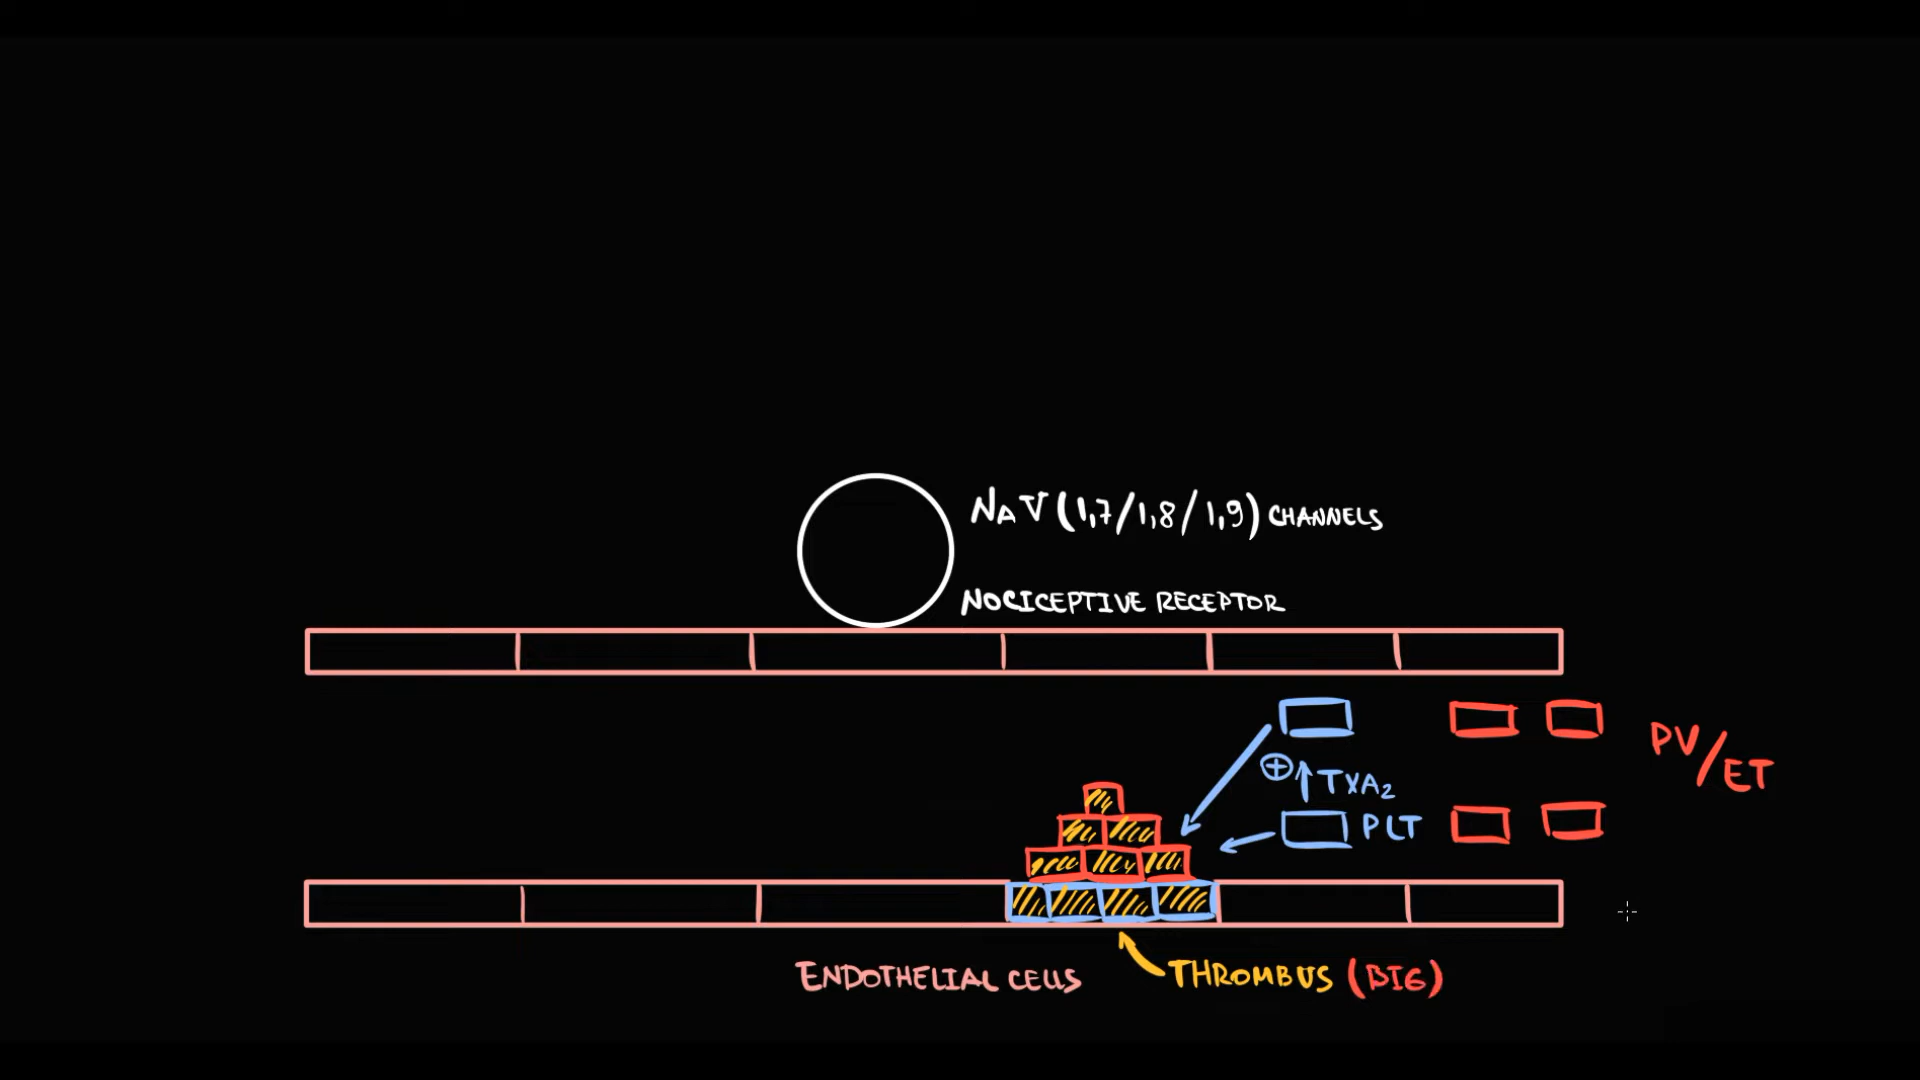 NaV (1,7/1,8/1,9) CHANNELS
NOCICEPTIVE RECEPTOR
PV/ET
⊕ ↑ TXA2
PLT
ENDOTHELIAL CELLS
THROMBUS (BIG)